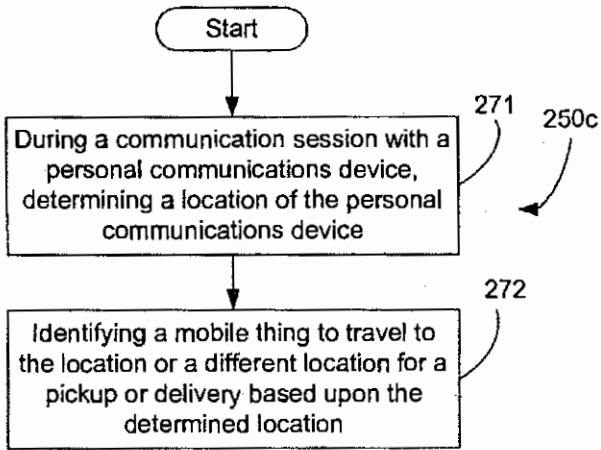 Start
271
250c
During a communication session with a
personal communications device,
determining a location of the personal
communications device
272
Identifying a mobile thing to travel to
the location or a different location for a
pickup or delivery based upon the
determined location